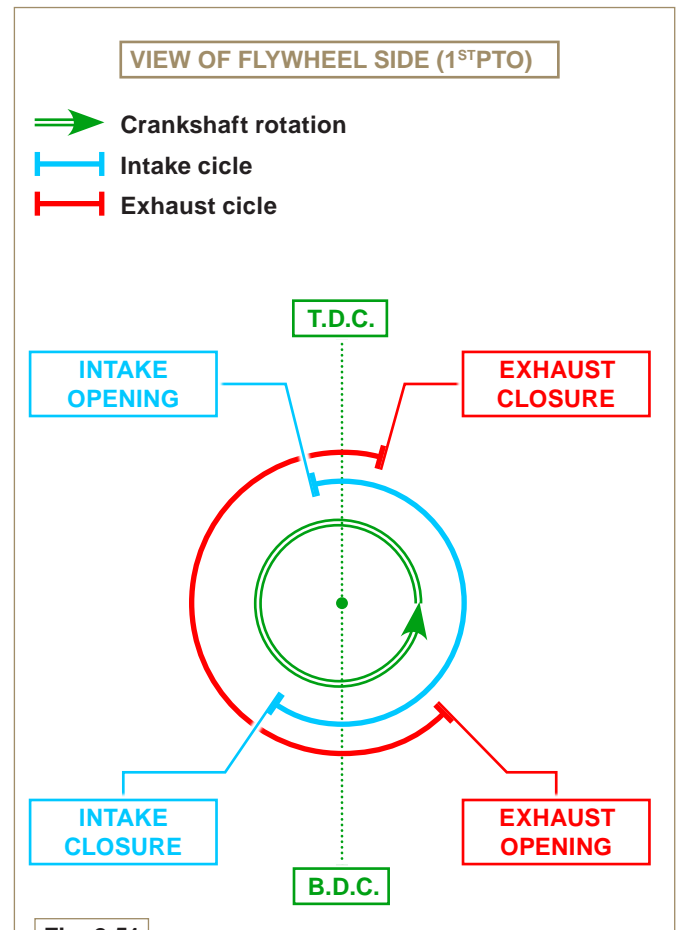 VIEW OF FLYWHEEL SIDE (1STPTO)
Crankshaft rotation
Intake cicle
Exhaust cicle
T.D.C.
INTAKE
OPENING
EXHAUST
CLOSURE
INTAKE
CLOSURE
EXHAUST
OPENING
B.D.C.